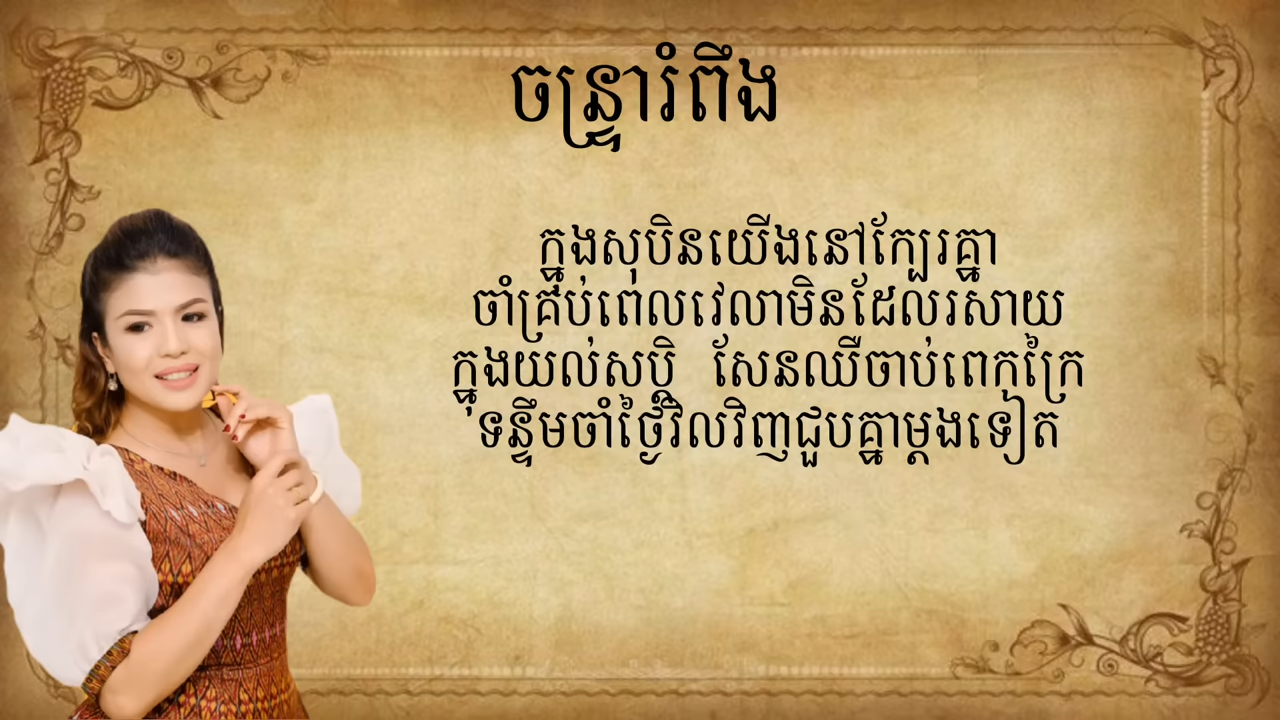 ចន្ទ្រារំពឹង
ក្នុងសុបិនយើងនៅក្បែរគ្នា
ចាំគ្រប់ពេលវេលាមិនដែលរសាយ
ក្នុងយល់សប្តិ សែនឈឺចាប់ពេកក្រៃ
ទន្ទឹមចាំថ្ងៃវិលវិញជួបគ្នាម្តងទៀត